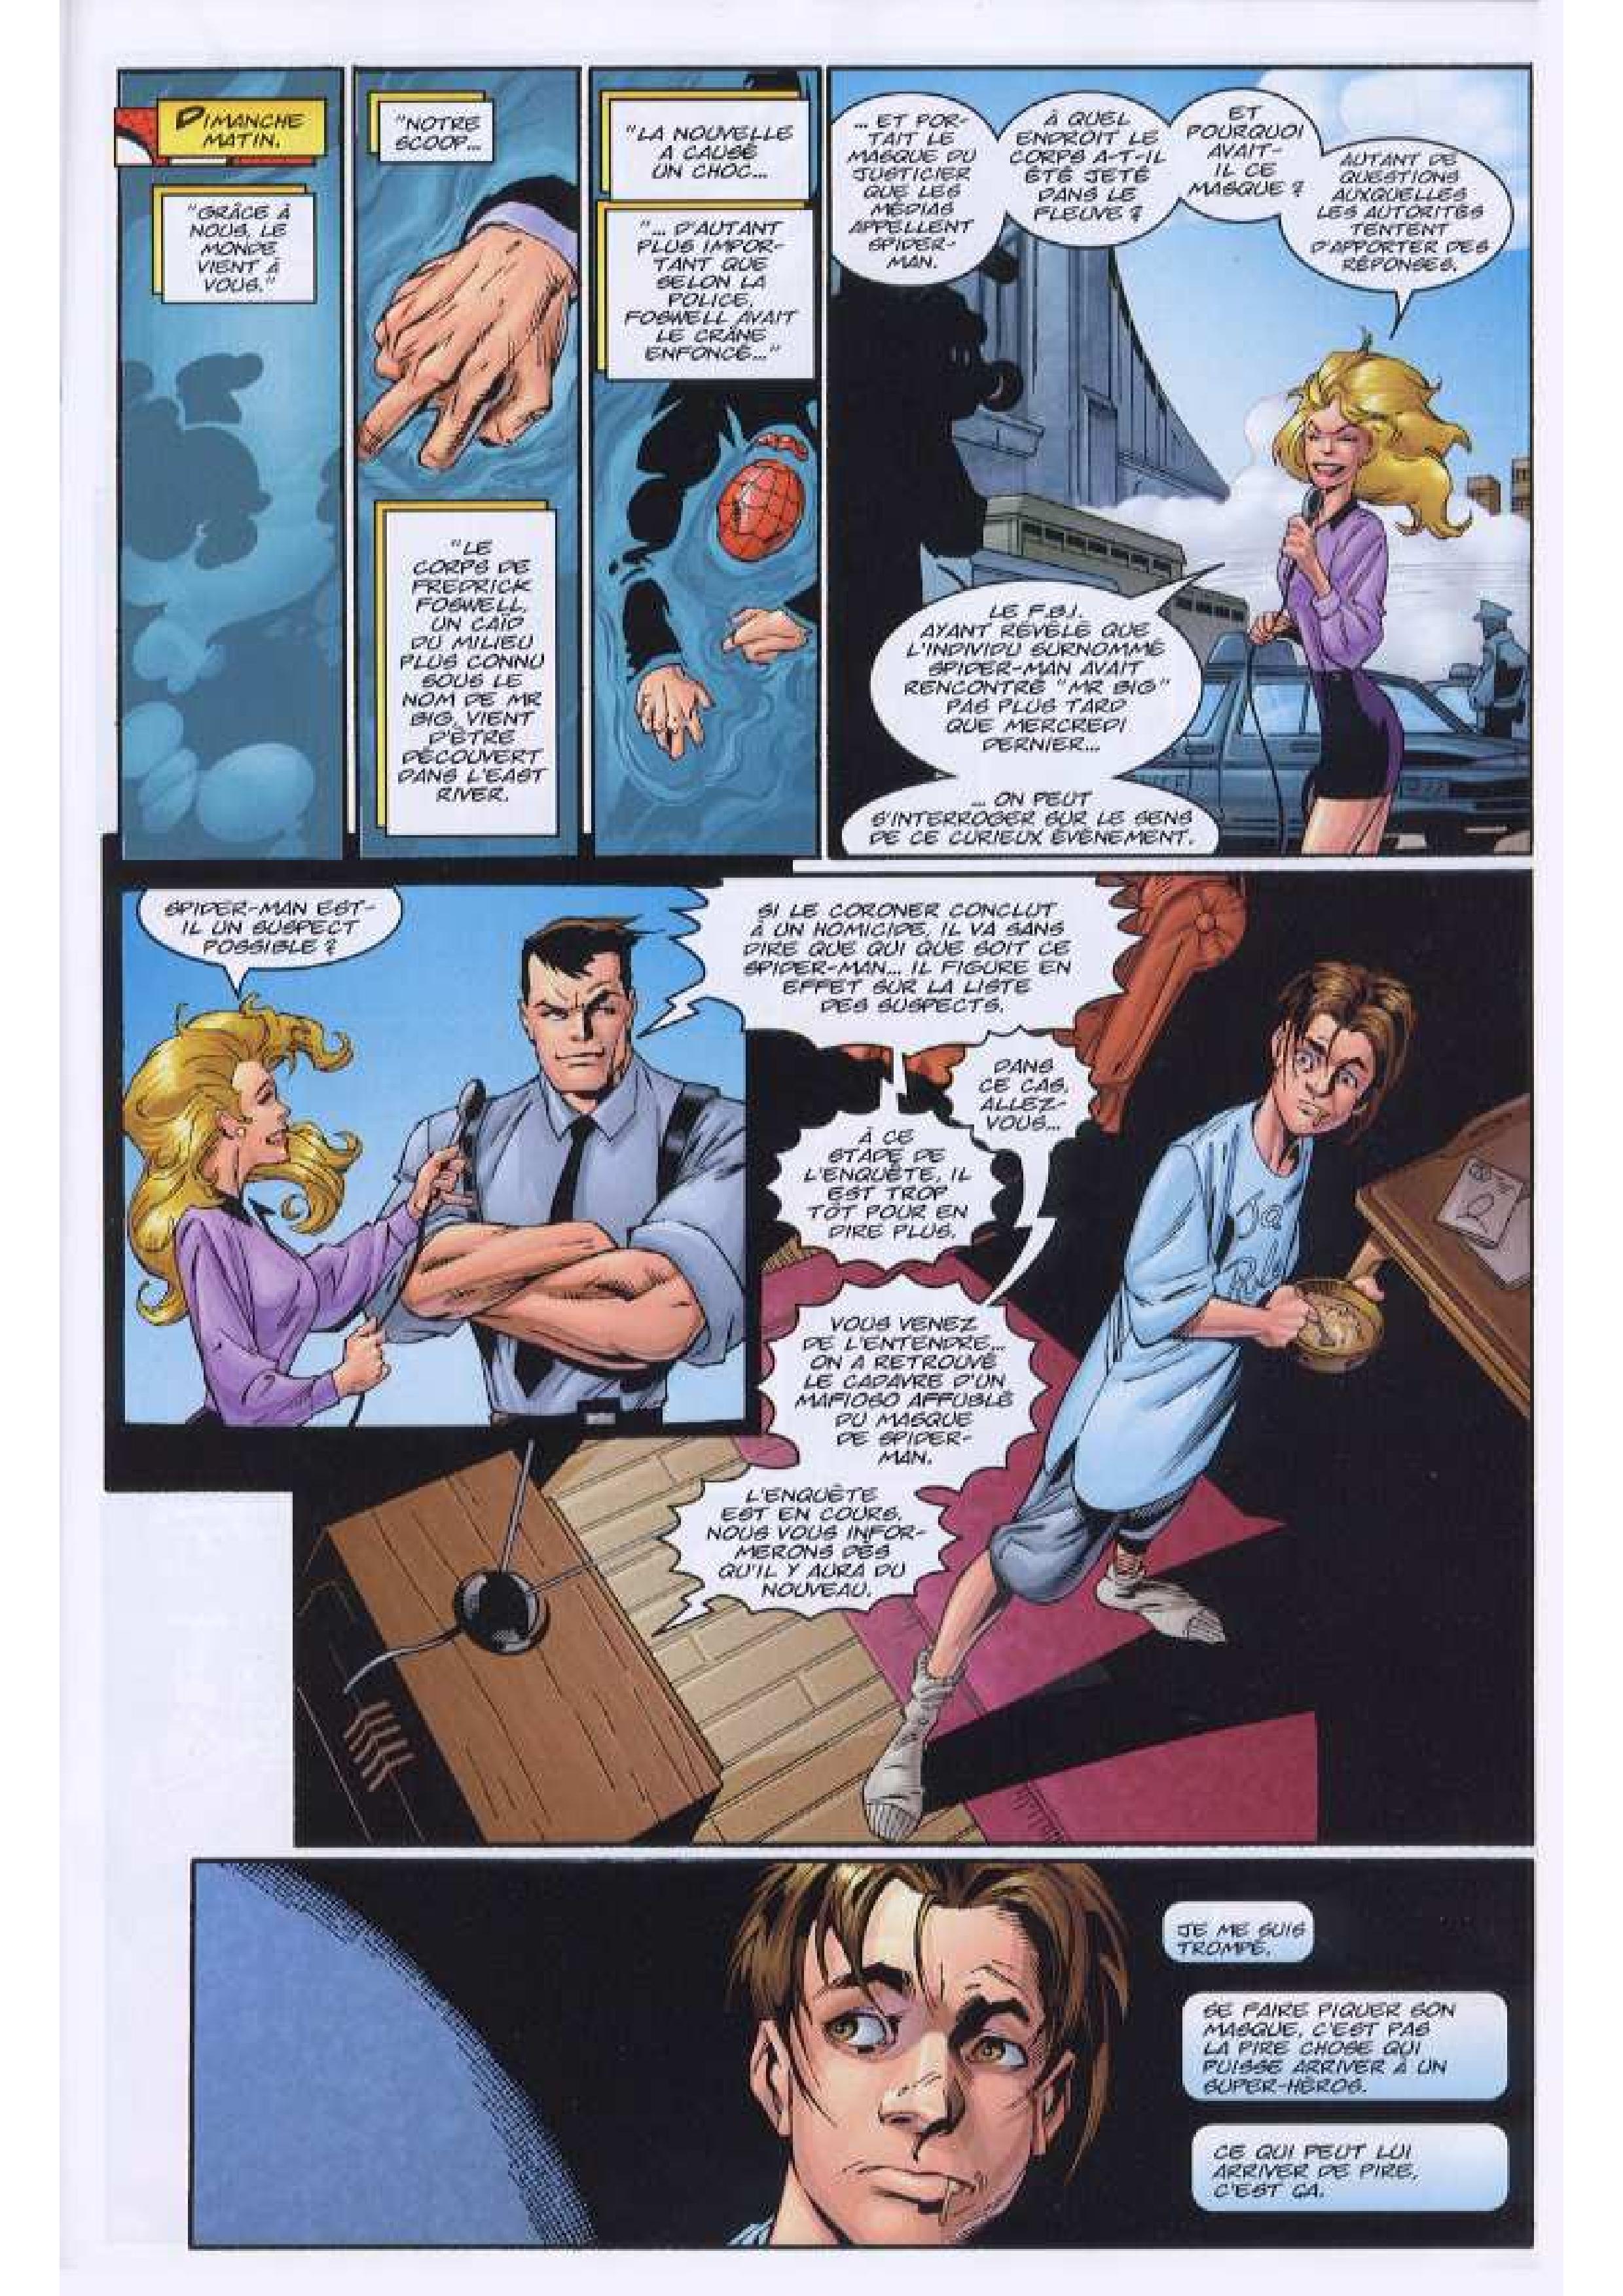 DIMANCHE
MATIN.
"GRÂCE À
NOUS, LE
MONDE
VIENT À
VOUS."
"NOTRE
SCOOP...
"LE
CORPS DE
FREDRICK
FOSWELL,
UN CAÏD
DU MILIEU
PLUS CONNU
SOUS LE
NOM DE MR
BIG, VIENT
D'ÊTRE
DÉCOUVERT
DANS L'EAST
RIVER.
"LA NOUVELLE
A CAUSÉ
UN CHOC...
"... D'AUTANT
PLUS IMPOR-
TANT QUE
SELON LA
POLICE,
FOSWELL AVAIT
LE CRÂNE
ENFONCÉ..."
... ET POR-
TAIT LE
MASQUE DU
JUSTICIER
QUE LES
MÉDIAS
APPELLENT
SPIDER-
MAN.
À QUEL
ENDROIT LE
CORPS A-T-IL
ÉTÉ JETÉ
DANS LE
FLEUVE ?
ET
POURQUOI
AVAIT-
IL CE
MASQUE ?
AUTANT DE
QUESTIONS
AUXQUELLES
LES AUTORITÉS
TENTENT
D'APPORTER DES
RÉPONSES.
LE F.B.I.
AYANT RÉVÉLÉ QUE
L'INDIVIDU SURNOMMÉ
SPIDER-MAN AVAIT
RENCONTRÉ "MR BIG"
PAS PLUS TARD
QUE MERCREDI
DERNIER...
... ON PEUT
S'INTERROGER SUR LE SENS
DE CE CURIEUX ÉVÉNEMENT.
SPIDER-MAN EST-
IL UN SUSPECT
POSSIBLE ?
SI LE CORONER CONCLUT
À UN HOMICIDE, IL VA SANS
DIRE QUE QUI QUE SOIT CE
SPIDER-MAN... IL FIGURE EN
EFFET SUR LA LISTE
DES SUSPECTS.
DANS
CE CAS,
ALLEZ-
VOUS...
À CE
STADE DE
L'ENQUÊTE, IL
EST TROP
TÔT POUR EN
DIRE PLUS.
VOUS VENEZ
DE L'ENTENDRE...
ON A RETROUVÉ
LE CADAVRE D'UN
MAFIOSO AFFUBLÉ
DU MASQUE
DE SPIDER-
MAN.
L'ENQUÊTE
EST EN COURS.
NOUS VOUS INFOR-
MERONS DÈS
QU'IL Y AURA DU
NOUVEAU.
JE ME SUIS
TROMPÉ.
SE FAIRE PIQUER SON
MASQUE, C'EST PAS
LA PIRE CHOSE QUI
PUISSE ARRIVER À UN
SUPER-HÉROS.
CE QUI PEUT LUI
ARRIVER DE PIRE,
C'EST ÇA.